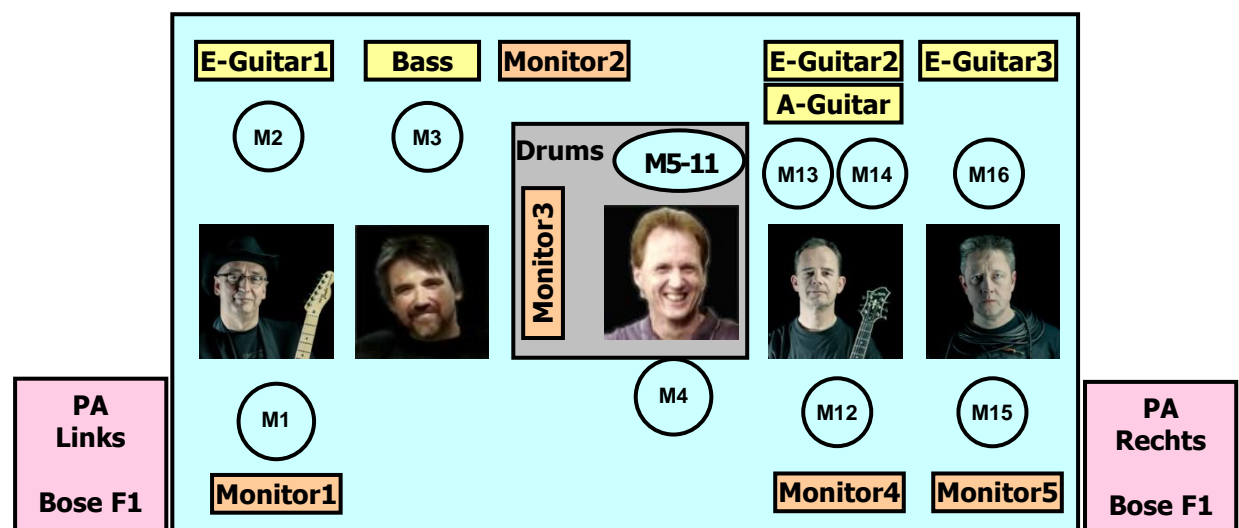 E-Guitar1
Bass
Monitor2
E-Guitar2
E-Guitar3
A-Guitar
M2
M3
Drums
M5-11
M13
M14
M16
Monitor3
M1
M4
M12
M15
Monitor1
Monitor4
Monitor5
PA
Links
Bose F1
PA
Rechts
Bose F1